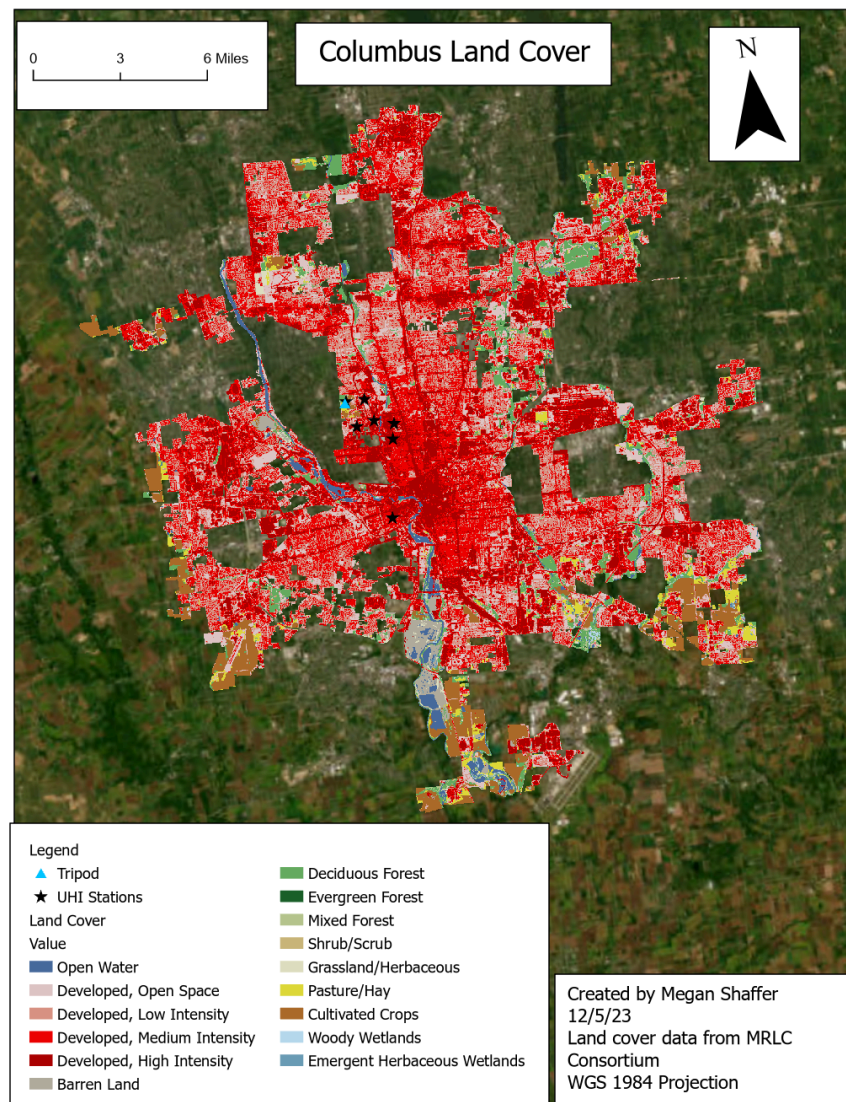 0 3 6 Miles
Columbus Land Cover
N
Legend
Tripod
UHI Stations
Land Cover
Value
Open Water
Developed, Open Space
Developed, Low Intensity
Developed, Medium Intensity
Developed, High Intensity
Barren Land
Deciduous Forest
Evergreen Forest
Mixed Forest
Shrub/Scrub
Grassland/Herbaceous
Pasture/Hay
Cultivated Crops
Woody Wetlands
Emergent Herbaceous Wetlands
Created by Megan Shaffer
12/5/23
Land cover data from MRLC
Consortium
WGS 1984 Projection